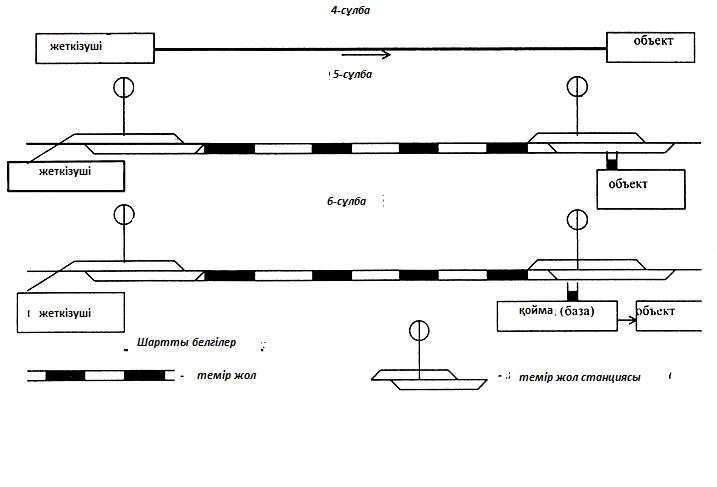 4-сұлба
жеткізуші
объект
5-сұлба
жеткізуші
объект
6-сұлба
жеткізуші
қойма (база)
объект
Шартты белгілер
- темір жол
- темір жол станциясы